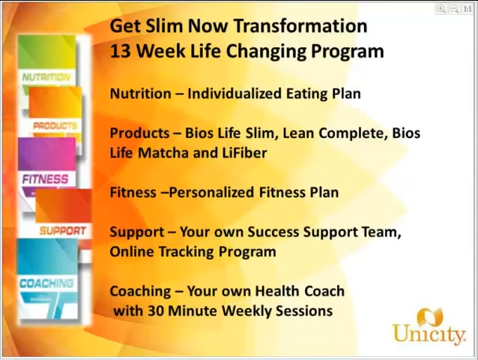 Get Slim Now Transformation
13 Week Life Changing Program
Nutrition – Individualized Eating Plan
Products – Bios Life Slim, Lean Complete, Bios
Life Matcha and LiFiber
Fitness –Personalized Fitness Plan
Support – Your own Success Support Team,
Online Tracking Program
Coaching – Your own Health Coach
with 30 Minute Weekly Sessions
NUTRITION
PRODUCTS
FITNESS
SUPPORT
COACHING
Unicity